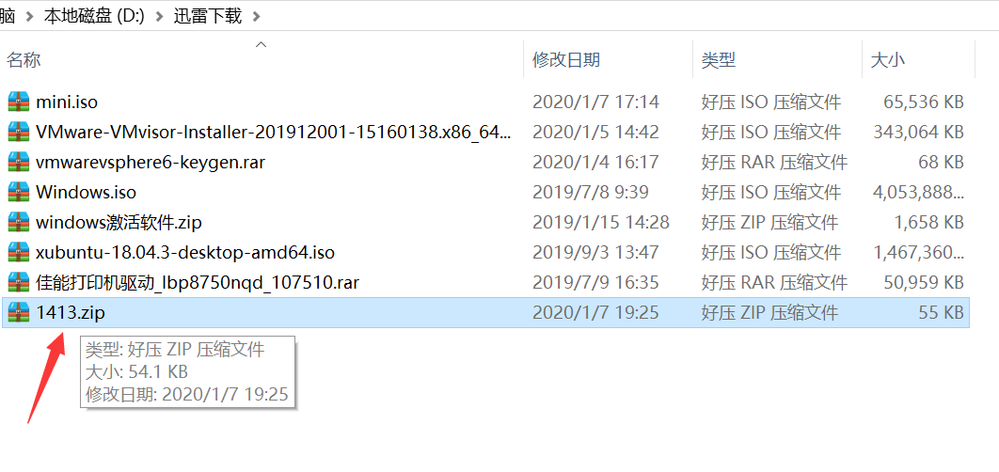 脑 > 本地磁盘 (D:) > 迅雷下载 >
名称 修改日期 类型 大小
mini.iso 2020/1/7 17:14 好压 ISO 压缩文件 65,536 KB
VMware-VMvisor-Installer-201912001-15160138.x86_64... 2020/1/5 14:42 好压 ISO 压缩文件 343,064 KB
vmwarevsphere6-keygen.rar 2020/1/4 16:17 好压 RAR 压缩文件 68 KB
Windows.iso 2019/7/8 9:39 好压 ISO 压缩文件 4,053,888...
windows激活软件.zip 2019/1/15 14:28 好压 ZIP 压缩文件 1,658 KB
xubuntu-18.04.3-desktop-amd64.iso 2019/9/3 13:47 好压 ISO 压缩文件 1,467,360...
佳能打印机驱动_lbp8750nqd_107510.rar 2019/7/9 16:35 好压 RAR 压缩文件 50,959 KB
1413.zip 2020/1/7 19:25 好压 ZIP 压缩文件 55 KB
类型: 好压 ZIP 压缩文件
大小: 54.1 KB
修改日期: 2020/1/7 19:25